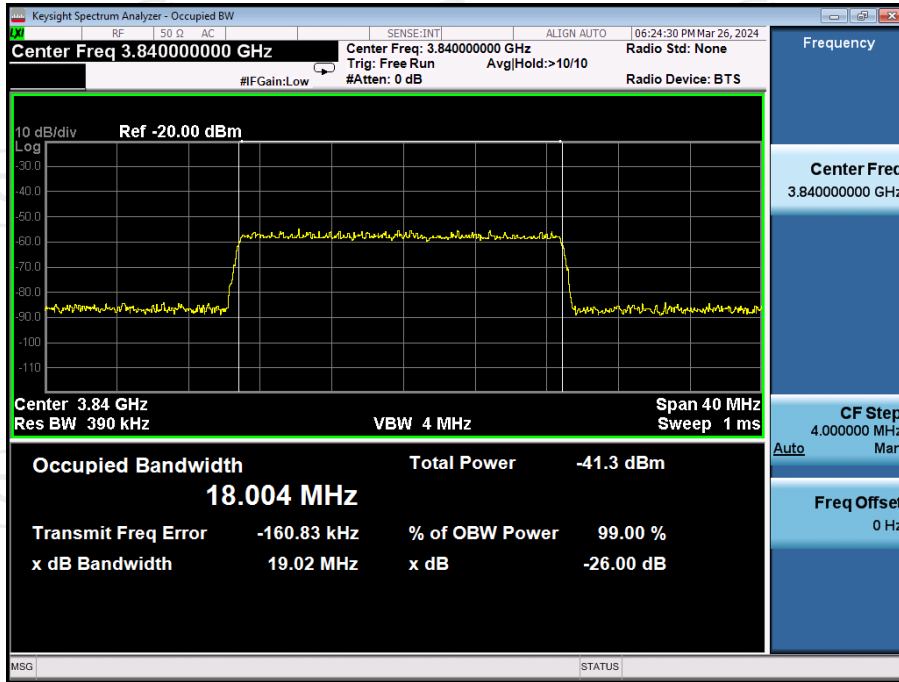 Keysight Spectrum Analyzer - Occupied BW
LXI RF 50 Ω AC SENSE:INT ALIGN AUTO 06:24:30 PM Mar 26, 2024
Center Freq 3.840000000 GHz
Center Freq: 3.840000000 GHz
Radio Std: None
Trig: Free Run Avg|Hold:>10/10
#IFGain:Low
#Atten: 0 dB
Radio Device: BTS
Frequency
10 dB/div Ref -20.00 dBm
Log
-30.0
-40.0
-50.0
-60.0
-70.0
-80.0
-90.0
-100
-110
Center 3.84 GHz Span 40 MHz
Res BW 390 kHz VBW 4 MHz Sweep 1 ms
Occupied Bandwidth Total Power -41.3 dBm
18.004 MHz
Transmit Freq Error -160.83 kHz % of OBW Power 99.00 %
x dB Bandwidth 19.02 MHz x dB -26.00 dB
Center Freq
3.840000000 GHz
CF Step
4.000000 MHz
Auto Man
Freq Offset
0 Hz
MSG STATUS